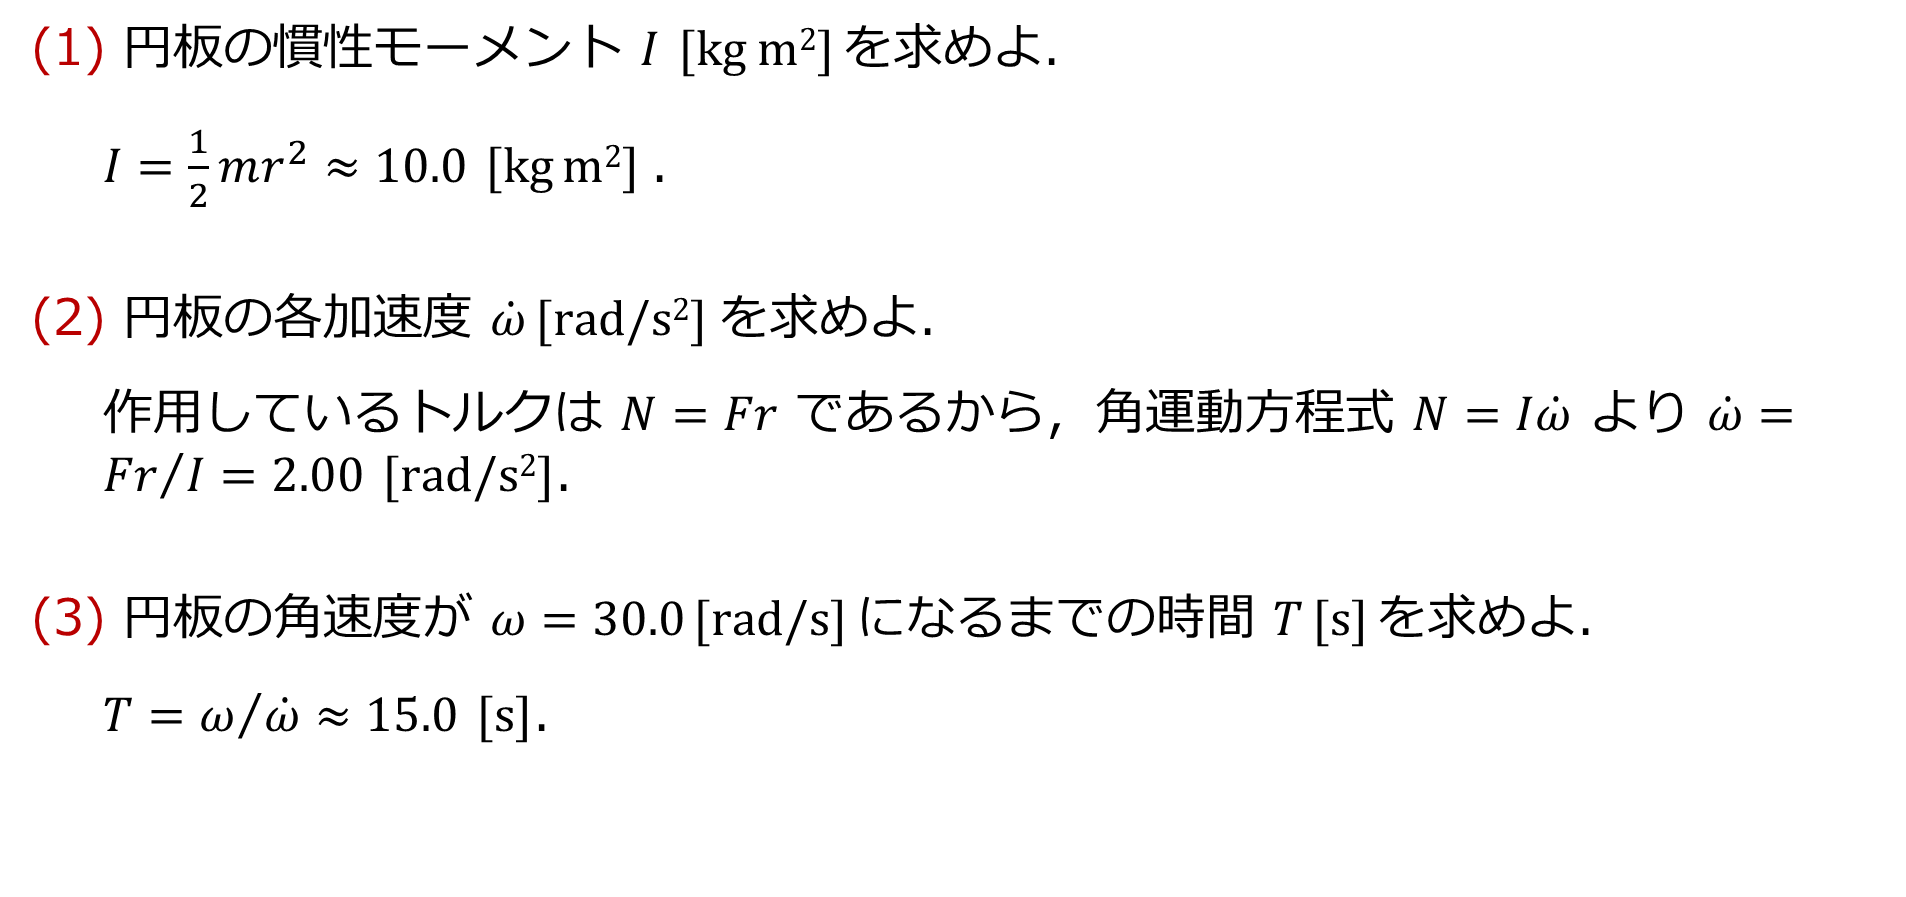 (1) 円板の慣性モーメント I [kg m²] を求めよ.
I = 1/2 mr² ≈ 10.0 [kg m²] .
(2) 円板の各加速度 ω̇ [rad/s²] を求めよ.
作用しているトルクは N = Fr であるから，角運動方程式 N = Iω̇ より ω̇ =
Fr/I = 2.00 [rad/s²].
(3) 円板の角速度が ω = 30.0 [rad/s] になるまでの時間 T [s] を求めよ.
T = ω/ω̇ ≈ 15.0 [s].